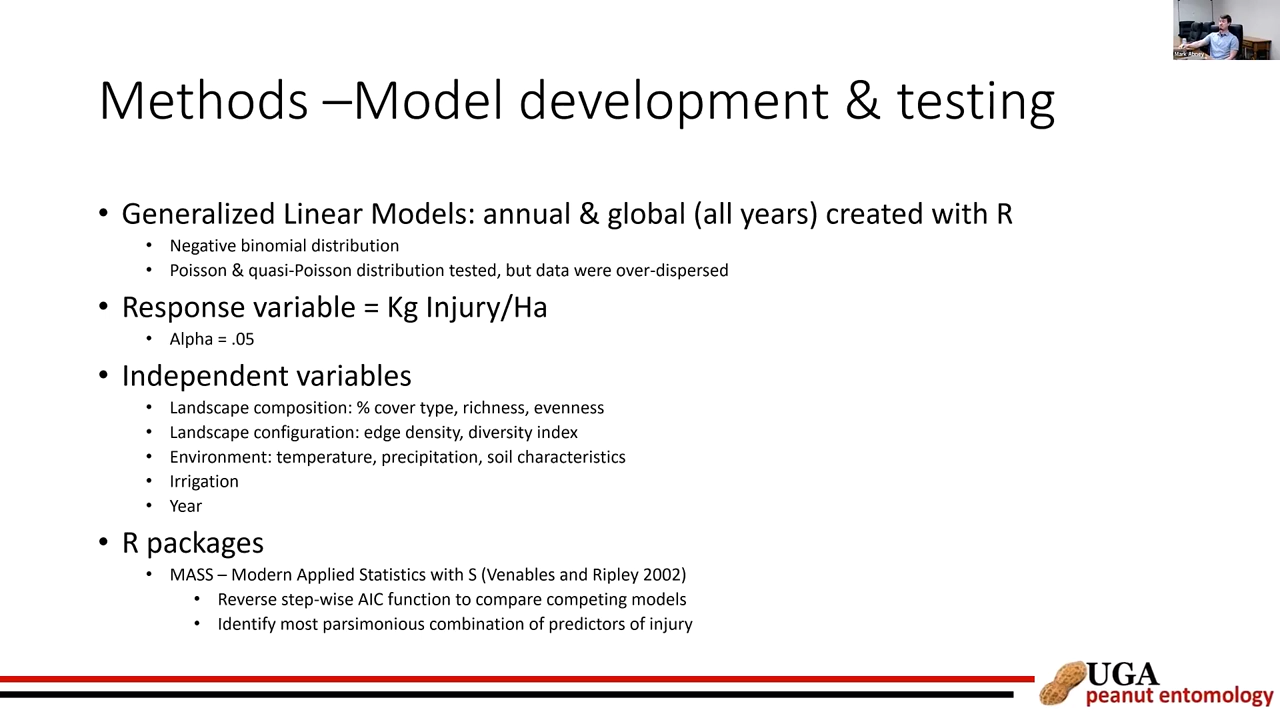 Mark Abney
Methods –Model development & testing
• Generalized Linear Models: annual & global (all years) created with R
• Negative binomial distribution
• Poisson & quasi-Poisson distribution tested, but data were over-dispersed
• Response variable = Kg Injury/Ha
• Alpha = .05
• Independent variables
• Landscape composition: % cover type, richness, evenness
• Landscape configuration: edge density, diversity index
• Environment: temperature, precipitation, soil characteristics
• Irrigation
• Year
• R packages
• MASS – Modern Applied Statistics with S (Venables and Ripley 2002)
• Reverse step-wise AIC function to compare competing models
• Identify most parsimonious combination of predictors of injury
UGA
peanut entomology